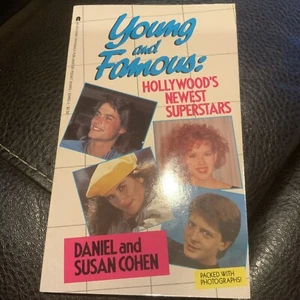 Young
and
Famous:
HOLLYWOOD'S
NEWEST
SUPERSTARS
DANIEL and
SUSAN COHEN
PACKED WITH
PHOTOGRAPHS!